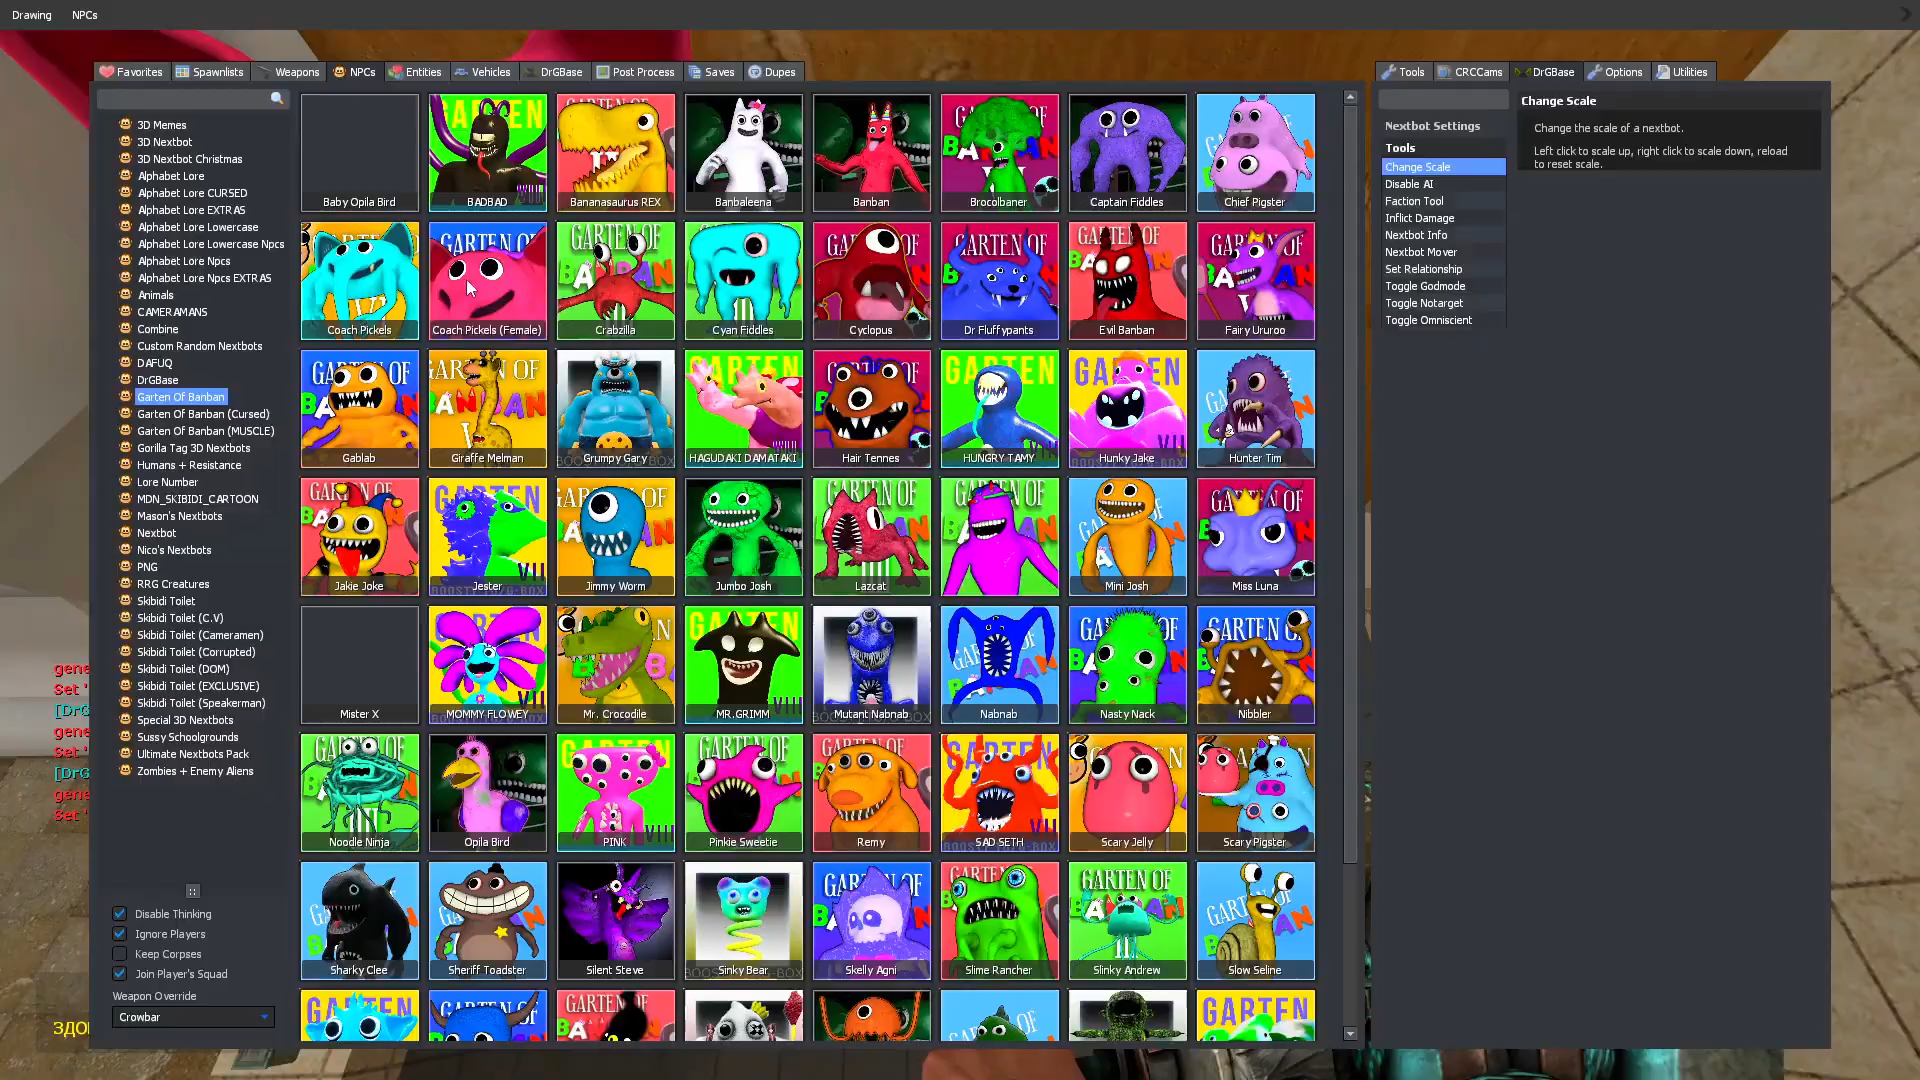 Drawing NPCs
Favorites Spawnlists Weapons NPCs Entities Vehicles DrGBase Post Process Saves Dupes
Tools CRCCams DrGBase Options Utilities
3D Memes
3D Nextbot
3D Nextbot Christmas
Alphabet Lore
Alphabet Lore CURSED
Alphabet Lore EXTRAS
Alphabet Lore Lowercase
Alphabet Lore Lowercase Npcs
Alphabet Lore Npcs
Alphabet Lore Npcs EXTRAS
Animals
CAMERAMANS
Combine
Custom Random Nextbots
DAFUQ
DrGBase
Garten Of Banban
Garten Of Banban (Cursed)
Garten Of Banban (MUSCLE)
Gorilla Tag 3D Nextbots
Humans + Resistance
Lore Number
MDN_SKIBIDI_CARTOON
Mason's Nextbots
Nextbot
Nico's Nextbots
PNG
RRG Creatures
Skibidi Toilet
Skibidi Toilet (C.V)
Skibidi Toilet (Cameramen)
Skibidi Toilet (Corrupted)
Skibidi Toilet (DOM)
Skibidi Toilet (EXCLUSIVE)
Skibidi Toilet (Speakerman)
Special 3D Nextbots
Sussy Schoolgrounds
Ultimate Nextbots Pack
Zombies + Enemy Aliens
Disable Thinking
Ignore Players
Keep Corpses
Join Player's Squad
Weapon Override
Crowbar
Baby Opila Bird BADBAD Bananasaurus REX Banbaleena Banban Brocolbaner Captain Fiddles Chief Pigster
Coach Pickels Coach Pickels (Female) Crabzilla Cyan Fiddles Cyclopus Dr Fluffypants Evil Banban Fairy Ururoo
Gablab Giraffe Melman Grumpy Gary HAGUDAKI DAMATAKI Hair Tennes HUNGRY TAMY Hunky Jake Hunter Tim
Jakie Joke Jester Jimmy Worm Jumbo Josh Lazcat Mini Josh Miss Luna
Mister X MOMMY FLOWEY Mr. Crocodile MR.GRIMM Mutant Nabnab Nabnab Nasty Nack Nibbler
Noodle Ninja Opila Bird PINK Pinkie Sweetie Remy SAD SETH Scary Jelly Scary Pigster
Sharky Clee Sheriff Toadster Silent Steve Sinky Bear Skelly Agni Slime Rancher Slinky Andrew Slow Seline
Nextbot Settings
Tools
Change Scale
Disable AI
Faction Tool
Inflict Damage
Nextbot Info
Nextbot Mover
Set Relationship
Toggle Godmode
Toggle Notarget
Toggle Omniscient
Change Scale
Change the scale of a nextbot.
Left click to scale up, right click to scale down, reload
to reset scale.